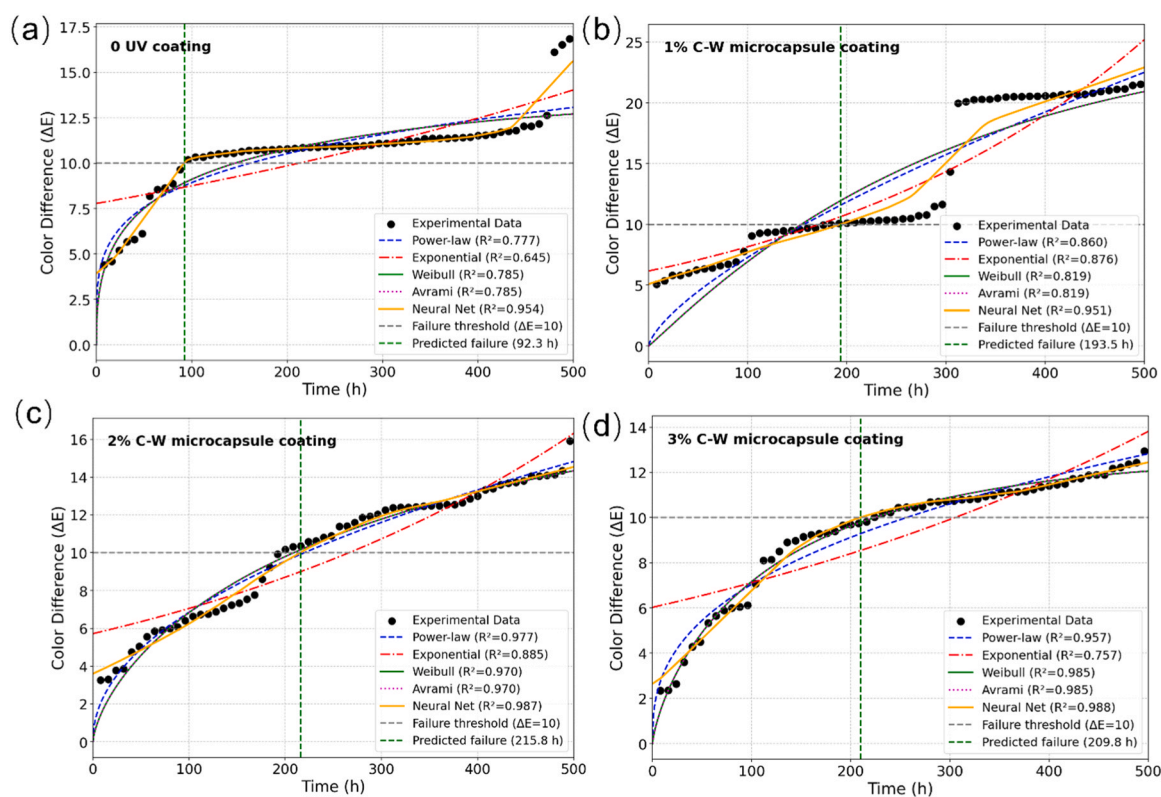 (a)
0 UV coating
Color Difference (ΔE)
17.5
15.0
12.5
10.0
7.5
5.0
2.5
0.0
Experimental Data
Power-law (R²=0.777)
Exponential (R²=0.645)
Weibull (R²=0.785)
Avrami (R²=0.785)
Neural Net (R²=0.954)
Failure threshold (ΔE=10)
Predicted failure (92.3 h)
0 100 200 300 400 500
Time (h)
(b)
1% C-W microcapsule coating
Color Difference (ΔE)
25
20
15
10
5
0
Experimental Data
Power-law (R²=0.860)
Exponential (R²=0.876)
Weibull (R²=0.819)
Avrami (R²=0.819)
Neural Net (R²=0.951)
Failure threshold (ΔE=10)
Predicted failure (193.5 h)
0 100 200 300 400 500
Time (h)
(c)
2% C-W microcapsule coating
Color Difference (ΔE)
16
14
12
10
8
6
4
2
0
Experimental Data
Power-law (R²=0.977)
Exponential (R²=0.885)
Weibull (R²=0.970)
Avrami (R²=0.970)
Neural Net (R²=0.987)
Failure threshold (ΔE=10)
Predicted failure (215.8 h)
0 100 200 300 400 500
Time (h)
(d)
3% C-W microcapsule coating
Color Difference (ΔE)
14
12
10
8
6
4
2
0
Experimental Data
Power-law (R²=0.957)
Exponential (R²=0.757)
Weibull (R²=0.985)
Avrami (R²=0.985)
Neural Net (R²=0.988)
Failure threshold (ΔE=10)
Predicted failure (209.8 h)
0 100 200 300 400 500
Time (h)